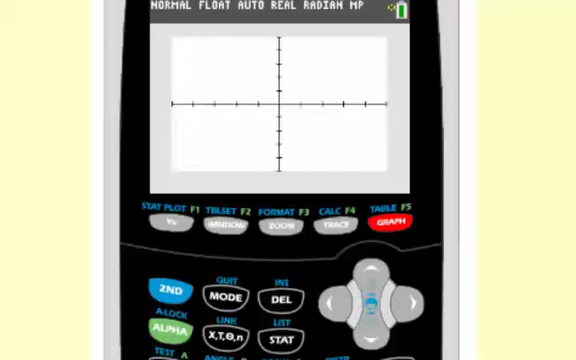 NORMAL FLOAT AUTO REAL RADIAN MP
STAT PLOT F1 TBLSET F2 FORMAT F3 CALC F4 TABLE F5
Y= WINDOW ZOOM TRACE GRAPH
QUIT INS
2ND MODE DEL
A-LOCK LINK LIST
ALPHA X,T,Θ,n STAT
TEST A